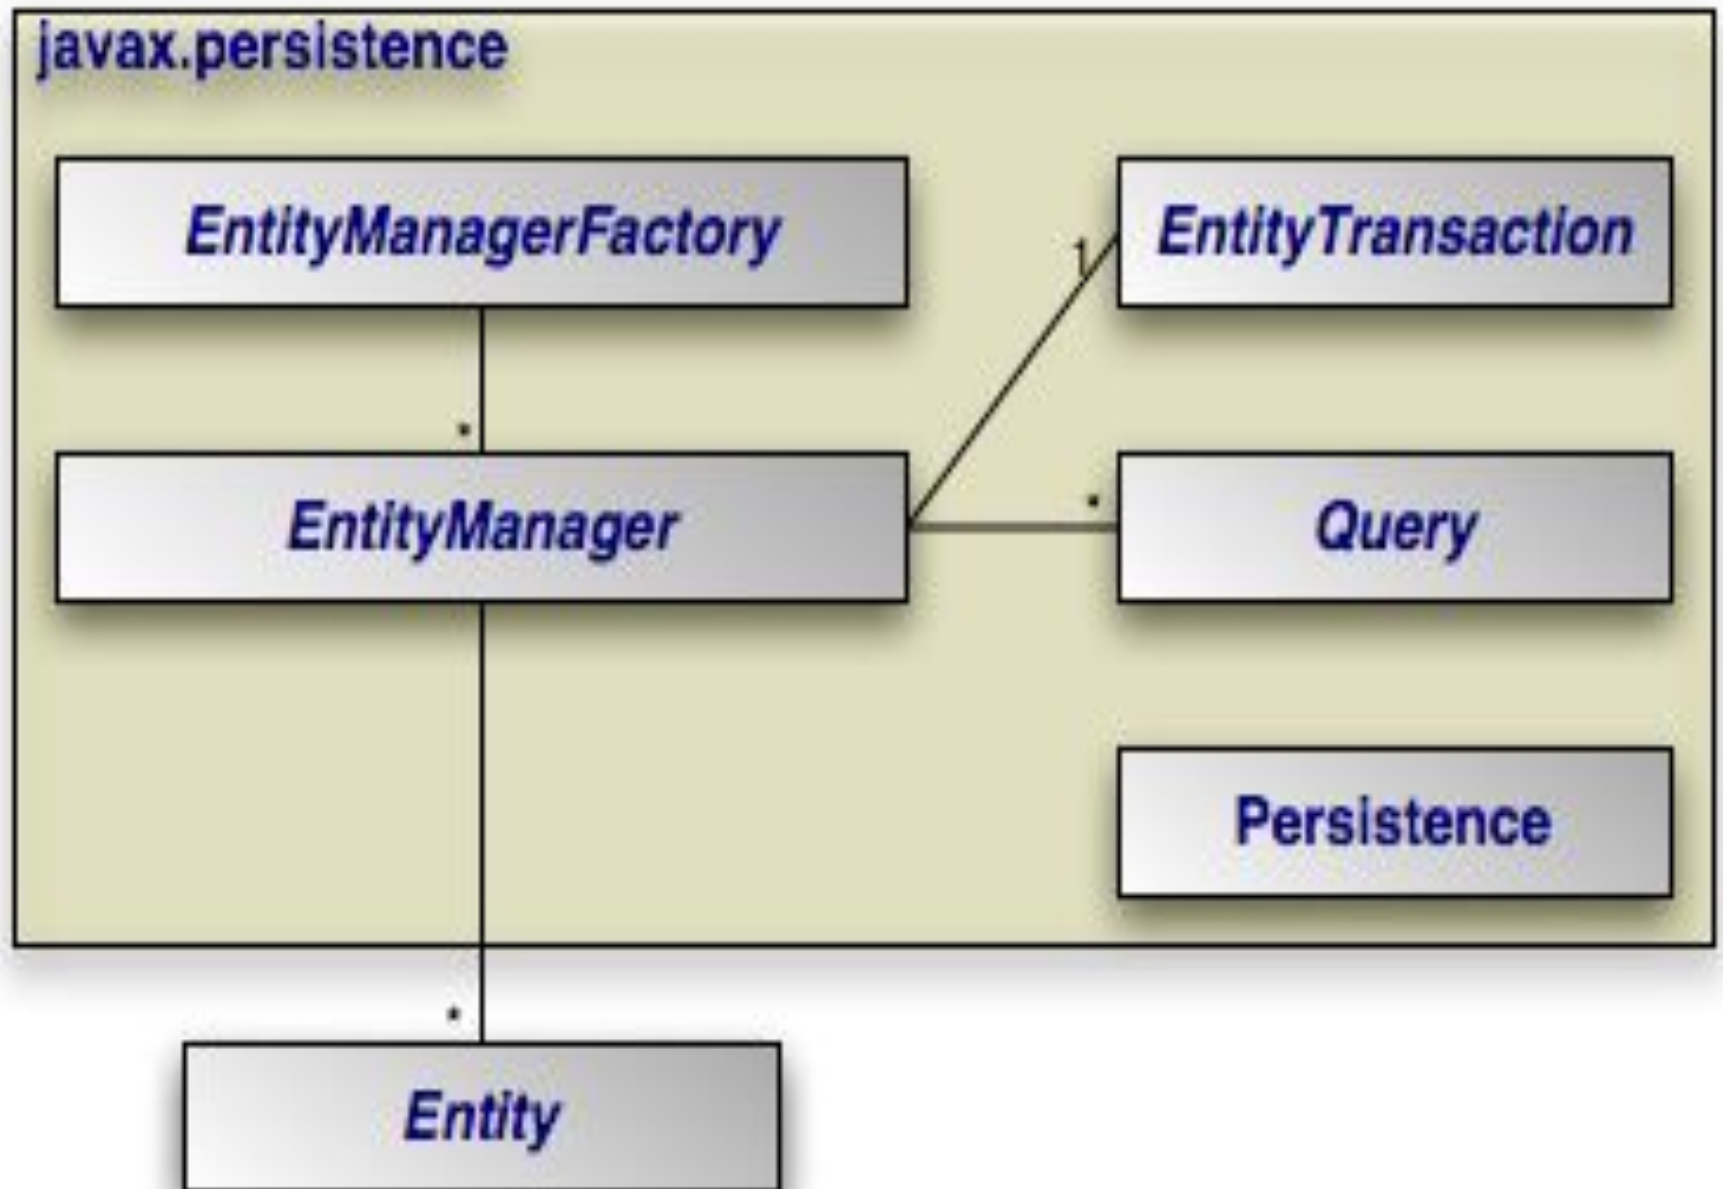 javax.persistence
EntityManagerFactory
EntityTransaction
1
*
EntityManager
*
Query
Persistence
*
Entity